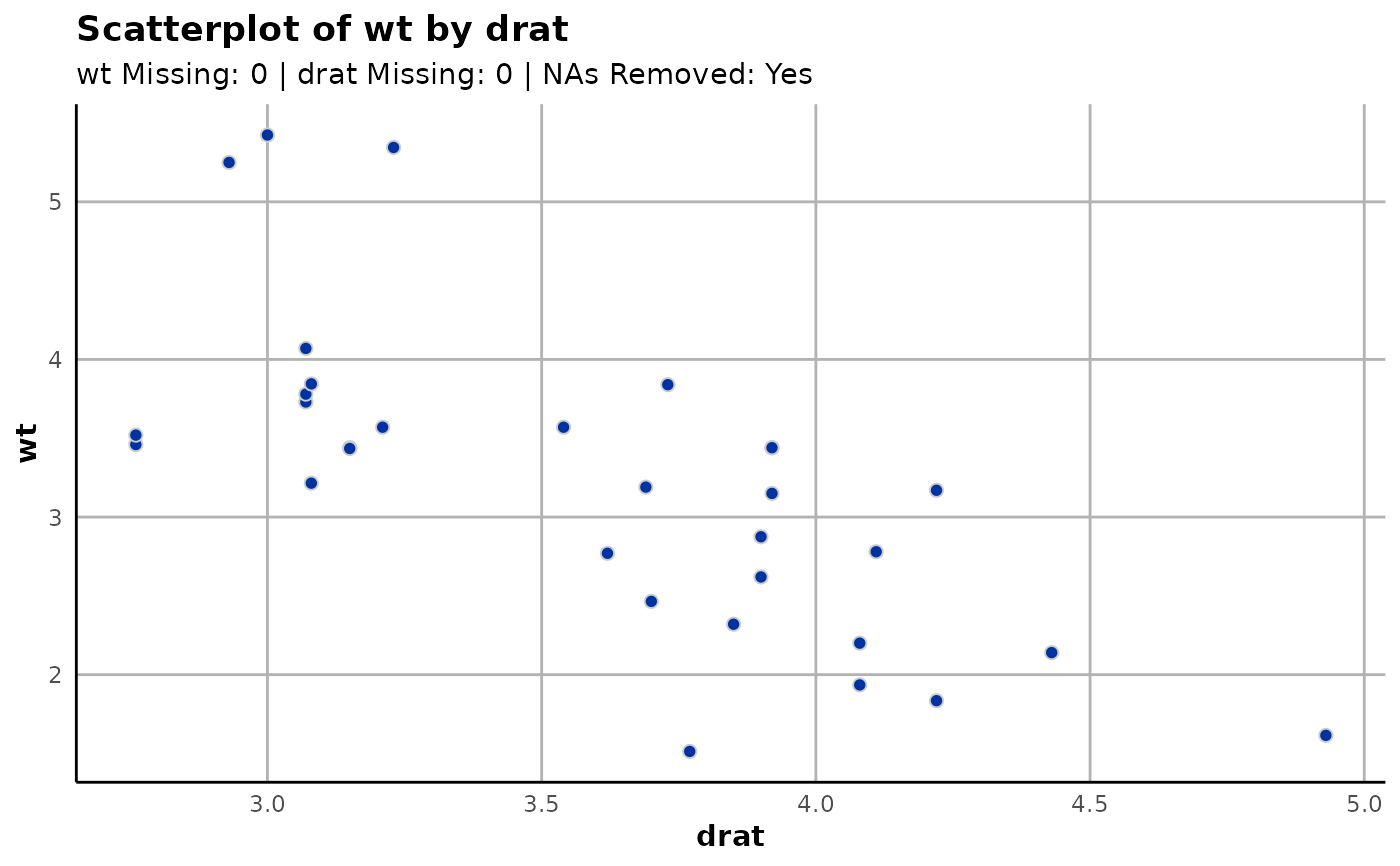 Scatterplot of wt by drat
wt Missing: 0 | drat Missing: 0 | NAs Removed: Yes
5
4
3
2
wt
3.0 3.5 4.0 4.5 5.0
drat